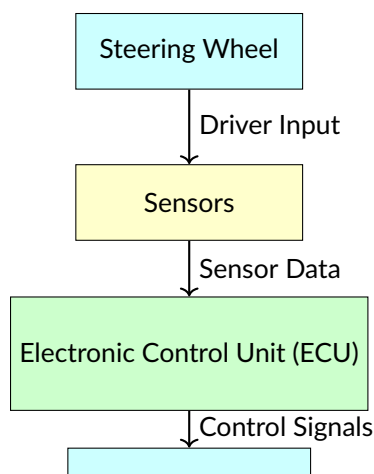 Steering Wheel
Driver Input
Sensors
Sensor Data
Electronic Control Unit (ECU)
Control Signals